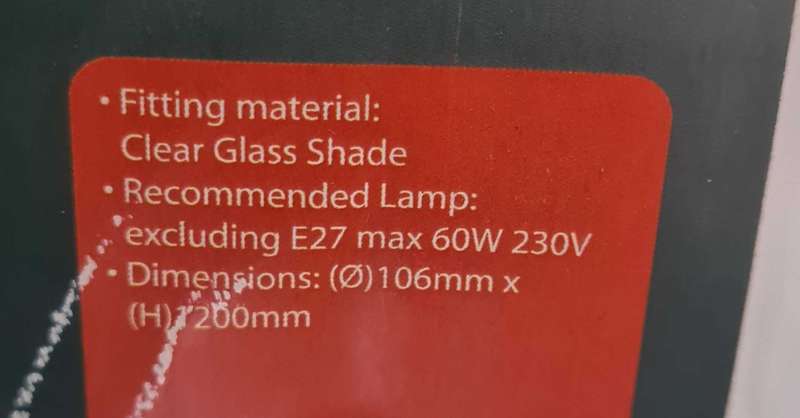 • Fitting material:
Clear Glass Shade
• Recommended Lamp:
excluding E27 max 60W 230V
• Dimensions: (Ø)106mm x
(H)1200mm